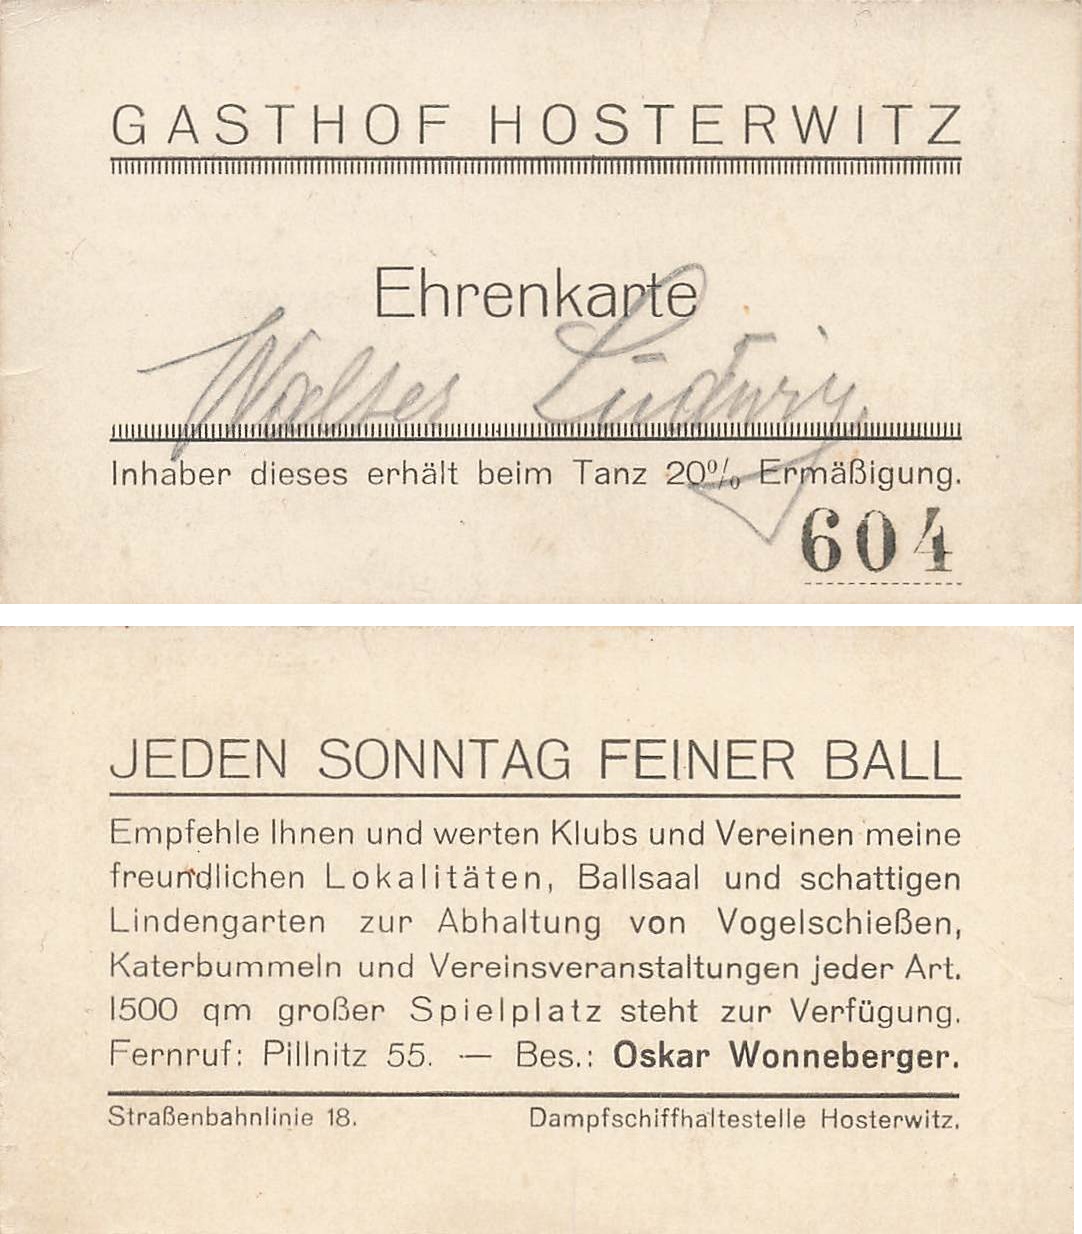 GASTHOF HOSTERWITZ
Ehrenkarte
Walter Ludwig
Inhaber dieses erhält beim Tanz 20% Ermäßigung.
604
JEDEN SONNTAG FEINER BALL
Empfehle Ihnen und werten Klubs und Vereinen meine
freundlichen Lokalitäten, Ballsaal und schattigen
Lindengarten zur Abhaltung von Vogelschießen,
Katerbummeln und Vereinsveranstaltungen jeder Art.
1500 qm großer Spielplatz steht zur Verfügung.
Fernruf: Pillnitz 55. — Bes.: Oskar Wonneberger.
Straßenbahnlinie 18. Dampfschiffhaltestelle Hosterwitz.